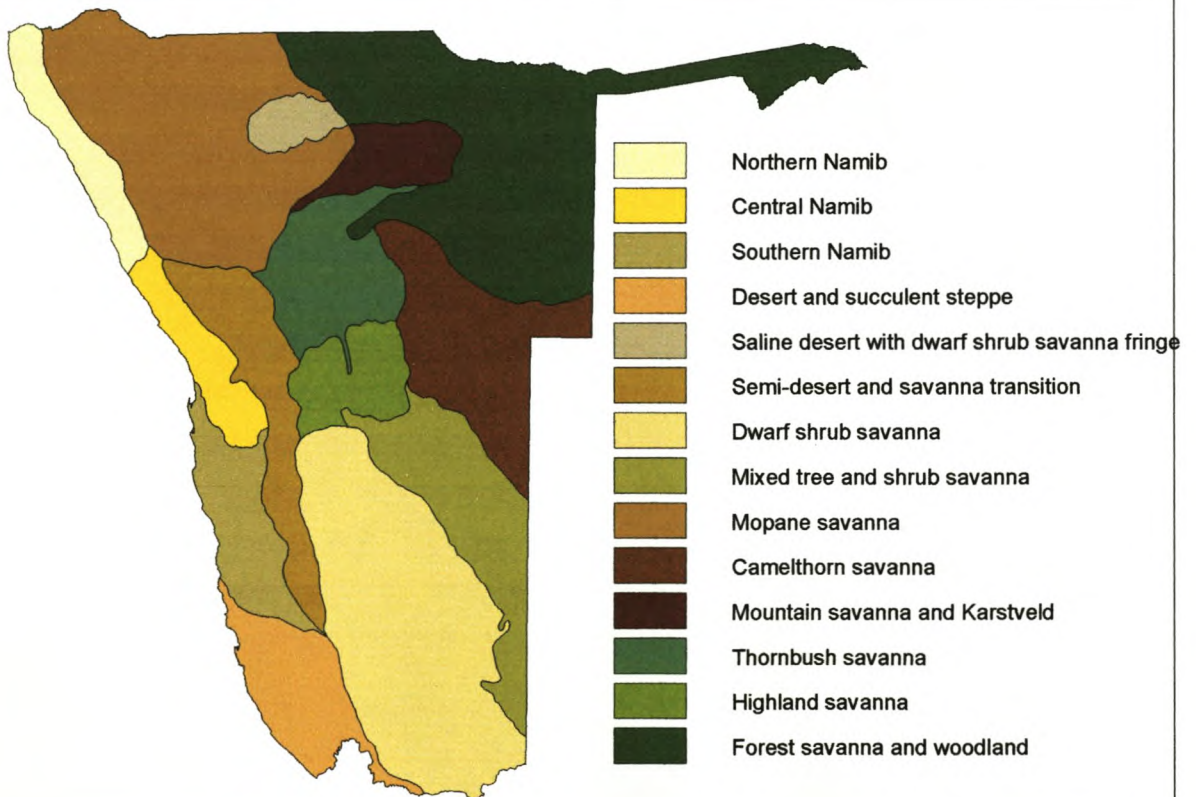 Northern Namib
Central Namib
Southern Namib
Desert and succulent steppe
Saline desert with dwarf shrub savanna fringe
Semi-desert and savanna transition
Dwarf shrub savanna
Mixed tree and shrub savanna
Mopane savanna
Camelthorn savanna
Mountain savanna and Karstveld
Thornbush savanna
Highland savanna
Forest savanna and woodland